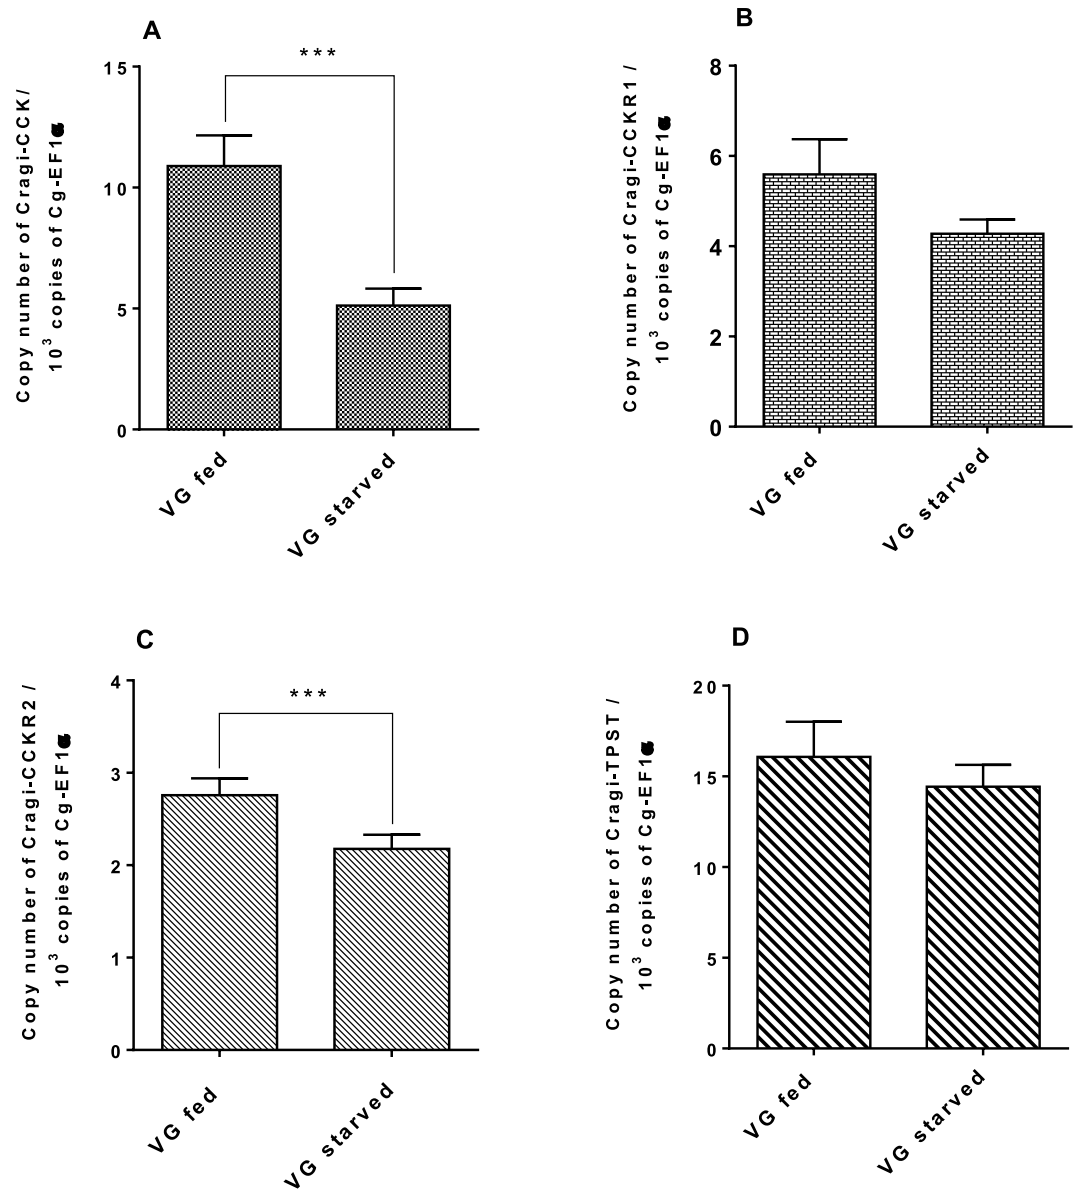 A
Copy number of Cragi-CCK/
10³ copies of Cg-EF1α
***
15
10
5
0
VG fed
VG starved
B
Copy number of Cragi-CCKR1 /
10³ copies of Cg-EF1α
8
6
4
2
0
VG fed
VG starved
C
Copy number of Cragi-CCKR2 /
10³ copies of Cg-EF1α
***
4
3
2
1
0
VG fed
VG starved
D
Copy number of Cragi-TPST /
10³ copies of Cg-EF1α
20
15
10
5
0
VG fed
VG starved